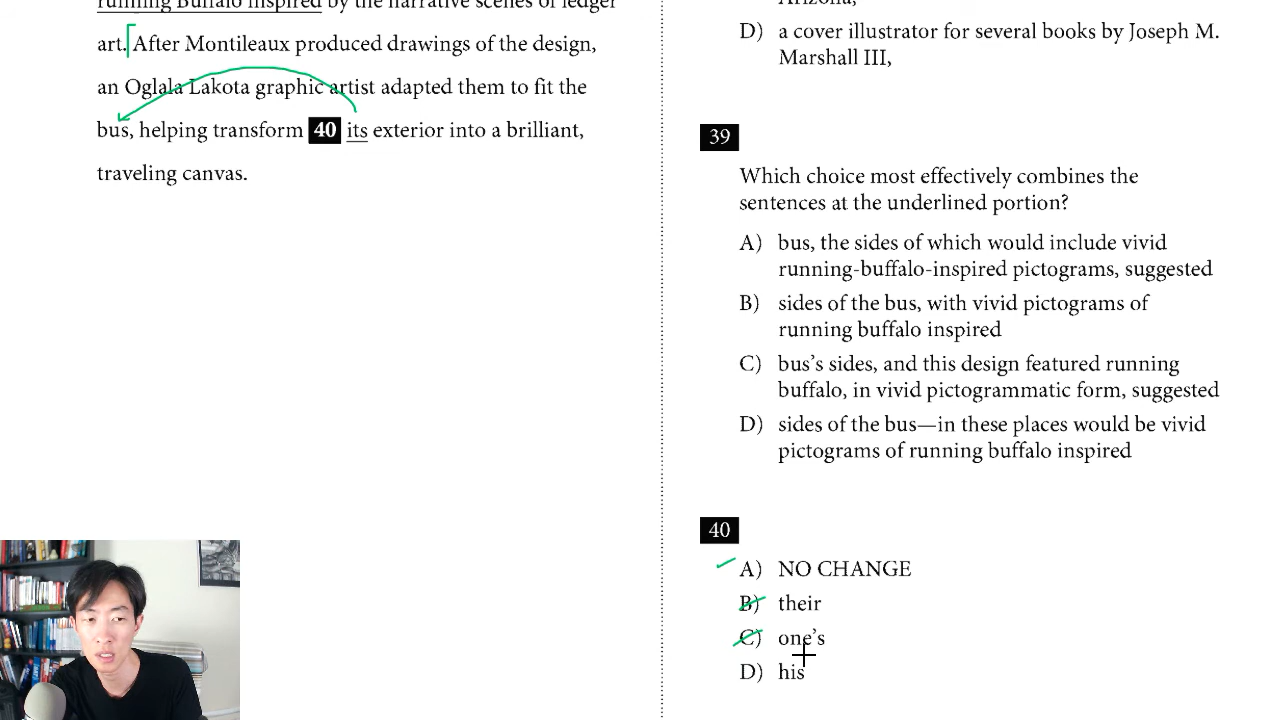 running Buffalo inspired by the narrative scenes of ledger
art. After Montileaux produced drawings of the design,
an Oglala Lakota graphic artist adapted them to fit the
bus, helping transform 40 its exterior into a brilliant,
traveling canvas.
Arizona,
D) a cover illustrator for several books by Joseph M.
Marshall III,
39
Which choice most effectively combines the
sentences at the underlined portion?
A) bus, the sides of which would include vivid
running-buffalo-inspired pictograms, suggested
B) sides of the bus, with vivid pictograms of
running buffalo inspired
C) bus’s sides, and this design featured running
buffalo, in vivid pictogrammatic form, suggested
D) sides of the bus—in these places would be vivid
pictograms of running buffalo inspired
40
A) NO CHANGE
B) their
C) one’s
D) his